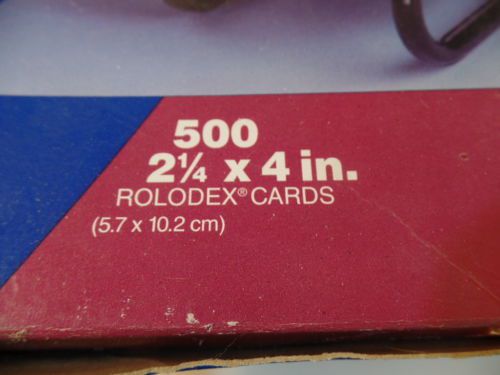 500
2¼ x 4 in.
ROLODEX® CARDS
(5.7 x 10.2 cm)